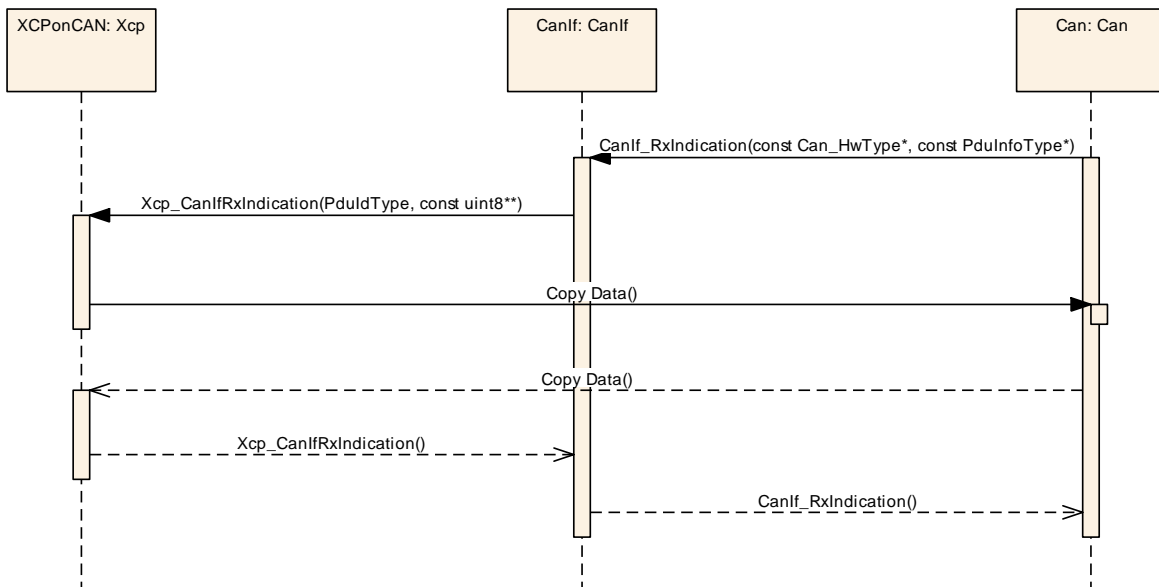 XCPonCAN: Xcp
CanIf: CanIf
Can: Can
CanIf_RxIndication(const Can_HwType*, const PduInfoType*)
Xcp_CanIfRxIndication(PduIdType, const uint8**)
Copy Data()
Copy Data()
Xcp_CanIfRxIndication()
CanIf_RxIndication()